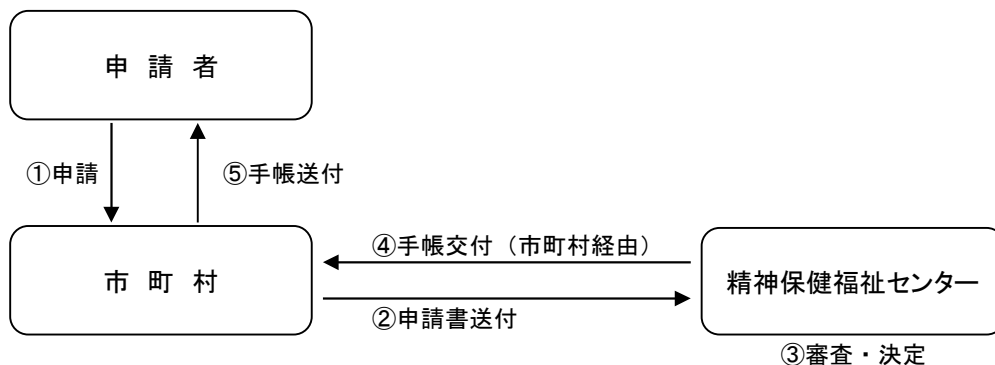 申 請 者
①申請
⑤手帳送付
④手帳交付（市町村経由）
市 町 村
精神保健福祉センター
②申請書送付
③審査・決定